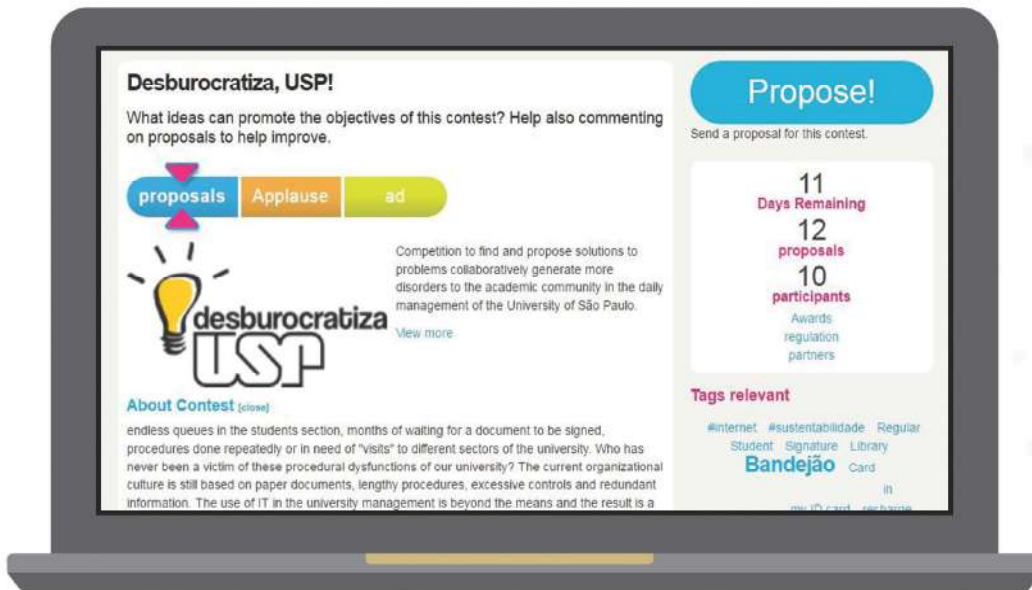 Desburocratiza, USP!
What ideas can promote the objectives of this contest? Help also commenting
on proposals to help improve.
proposals Applause ad
desburocratiza
USP
Competition to find and propose solutions to
problems collaboratively generate more
disorders to the academic community in the daily
management of the University of São Paulo.
View more
About Contest [close]
endless queues in the students section, months of waiting for a document to be signed,
procedures done repeatedly or in need of "visits" to different sectors of the university. Who has
never been a victim of these procedural dysfunctions of our university? The current organizational
culture is still based on paper documents, lengthy procedures, excessive controls and redundant
information. The use of IT in the university management is beyond the means and the result is a
Propose!
Send a proposal for this contest.
11
Days Remaining
12
proposals
10
participants
Awards
regulation
partners
Tags relevant
#internet #sustentabilidade Regular
Student Signature Library
Bandejão Card
in
my ID card recharge